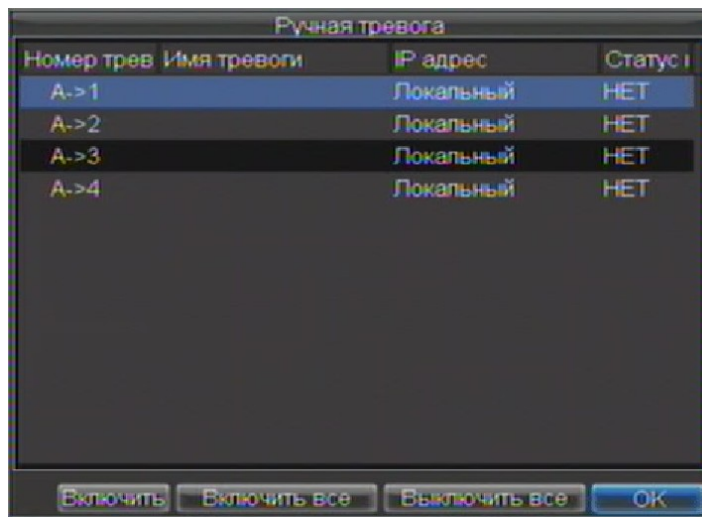 Ручная тревога
Номер трев Имя тревоги IP адрес Статус
A->1 Локальный НЕТ
A->2 Локальный НЕТ
A->3 Локальный НЕТ
A->4 Локальный НЕТ
Включить Включить все Выключить все OK